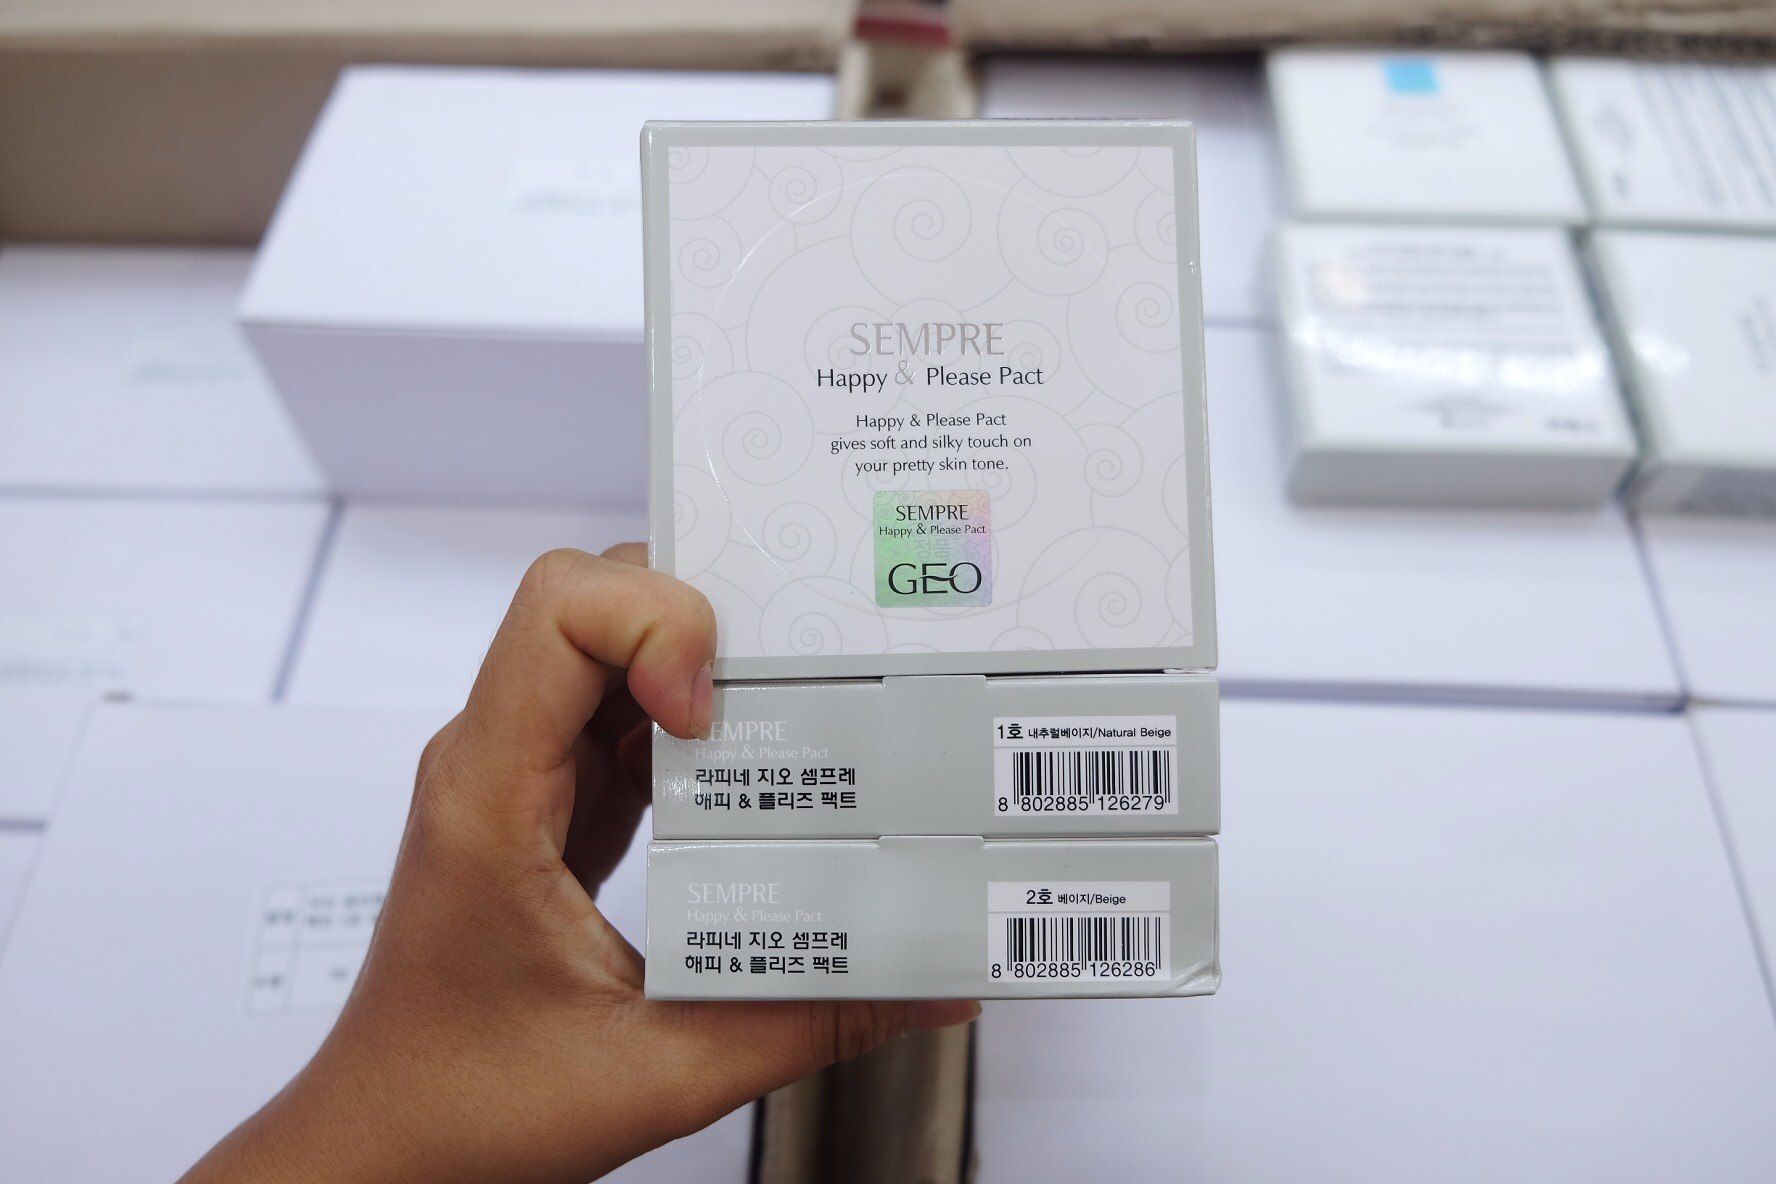 SEMPRE
Happy & Please Pact
Happy & Please Pact
gives soft and silky touch on
your pretty skin tone.
SEMPRE
Happy & Please Pact
정품
GEO
SEMPRE
Happy & Please Pact
라피네 지오 셈프레
해피 & 플리즈 팩트
1호 내추럴베이지/Natural Beige
8 802885 126279
SEMPRE
Happy & Please Pact
라피네 지오 셈프레
해피 & 플리즈 팩트
2호 베이지/Beige
8 802885 126286